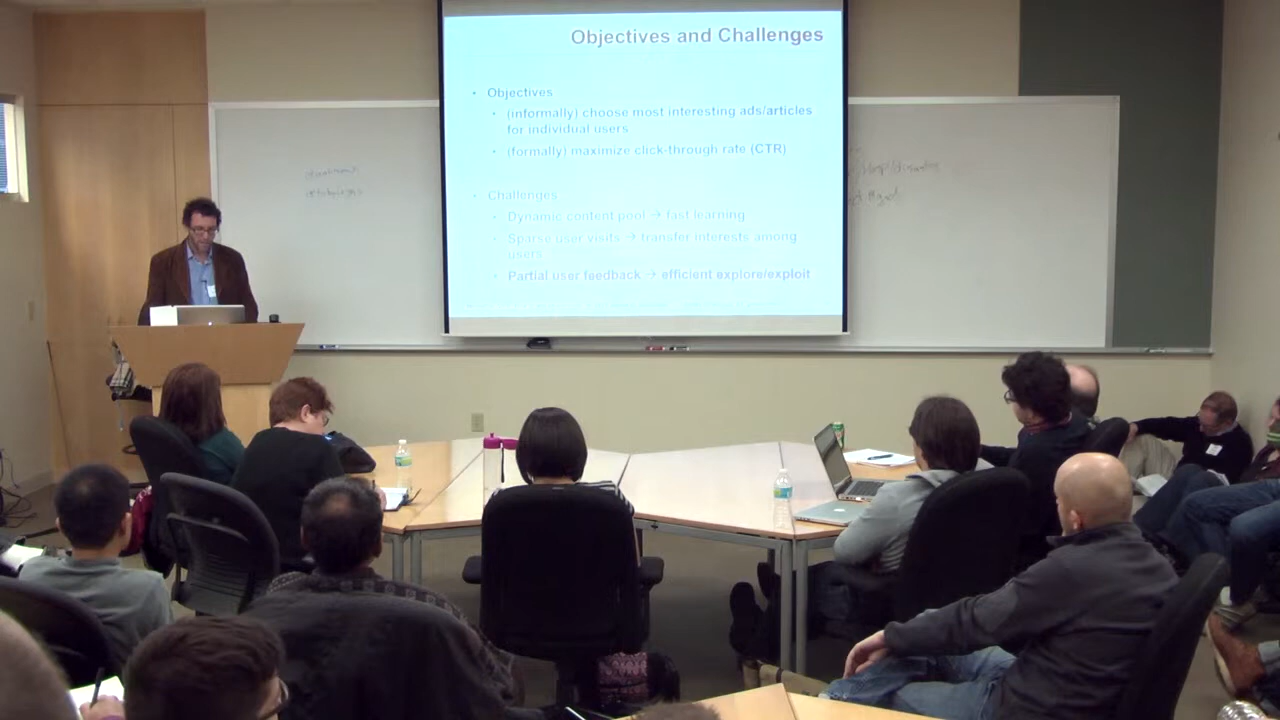 Objectives and Challenges
• Objectives
• (informally) choose most interesting ads/articles
for individual users
• (formally) maximize click-through rate (CTR)
• Challenges
• Dynamic content pool → fast learning
• Sparse user visits → transfer interests among
users
• Partial user feedback → efficient explore/exploit